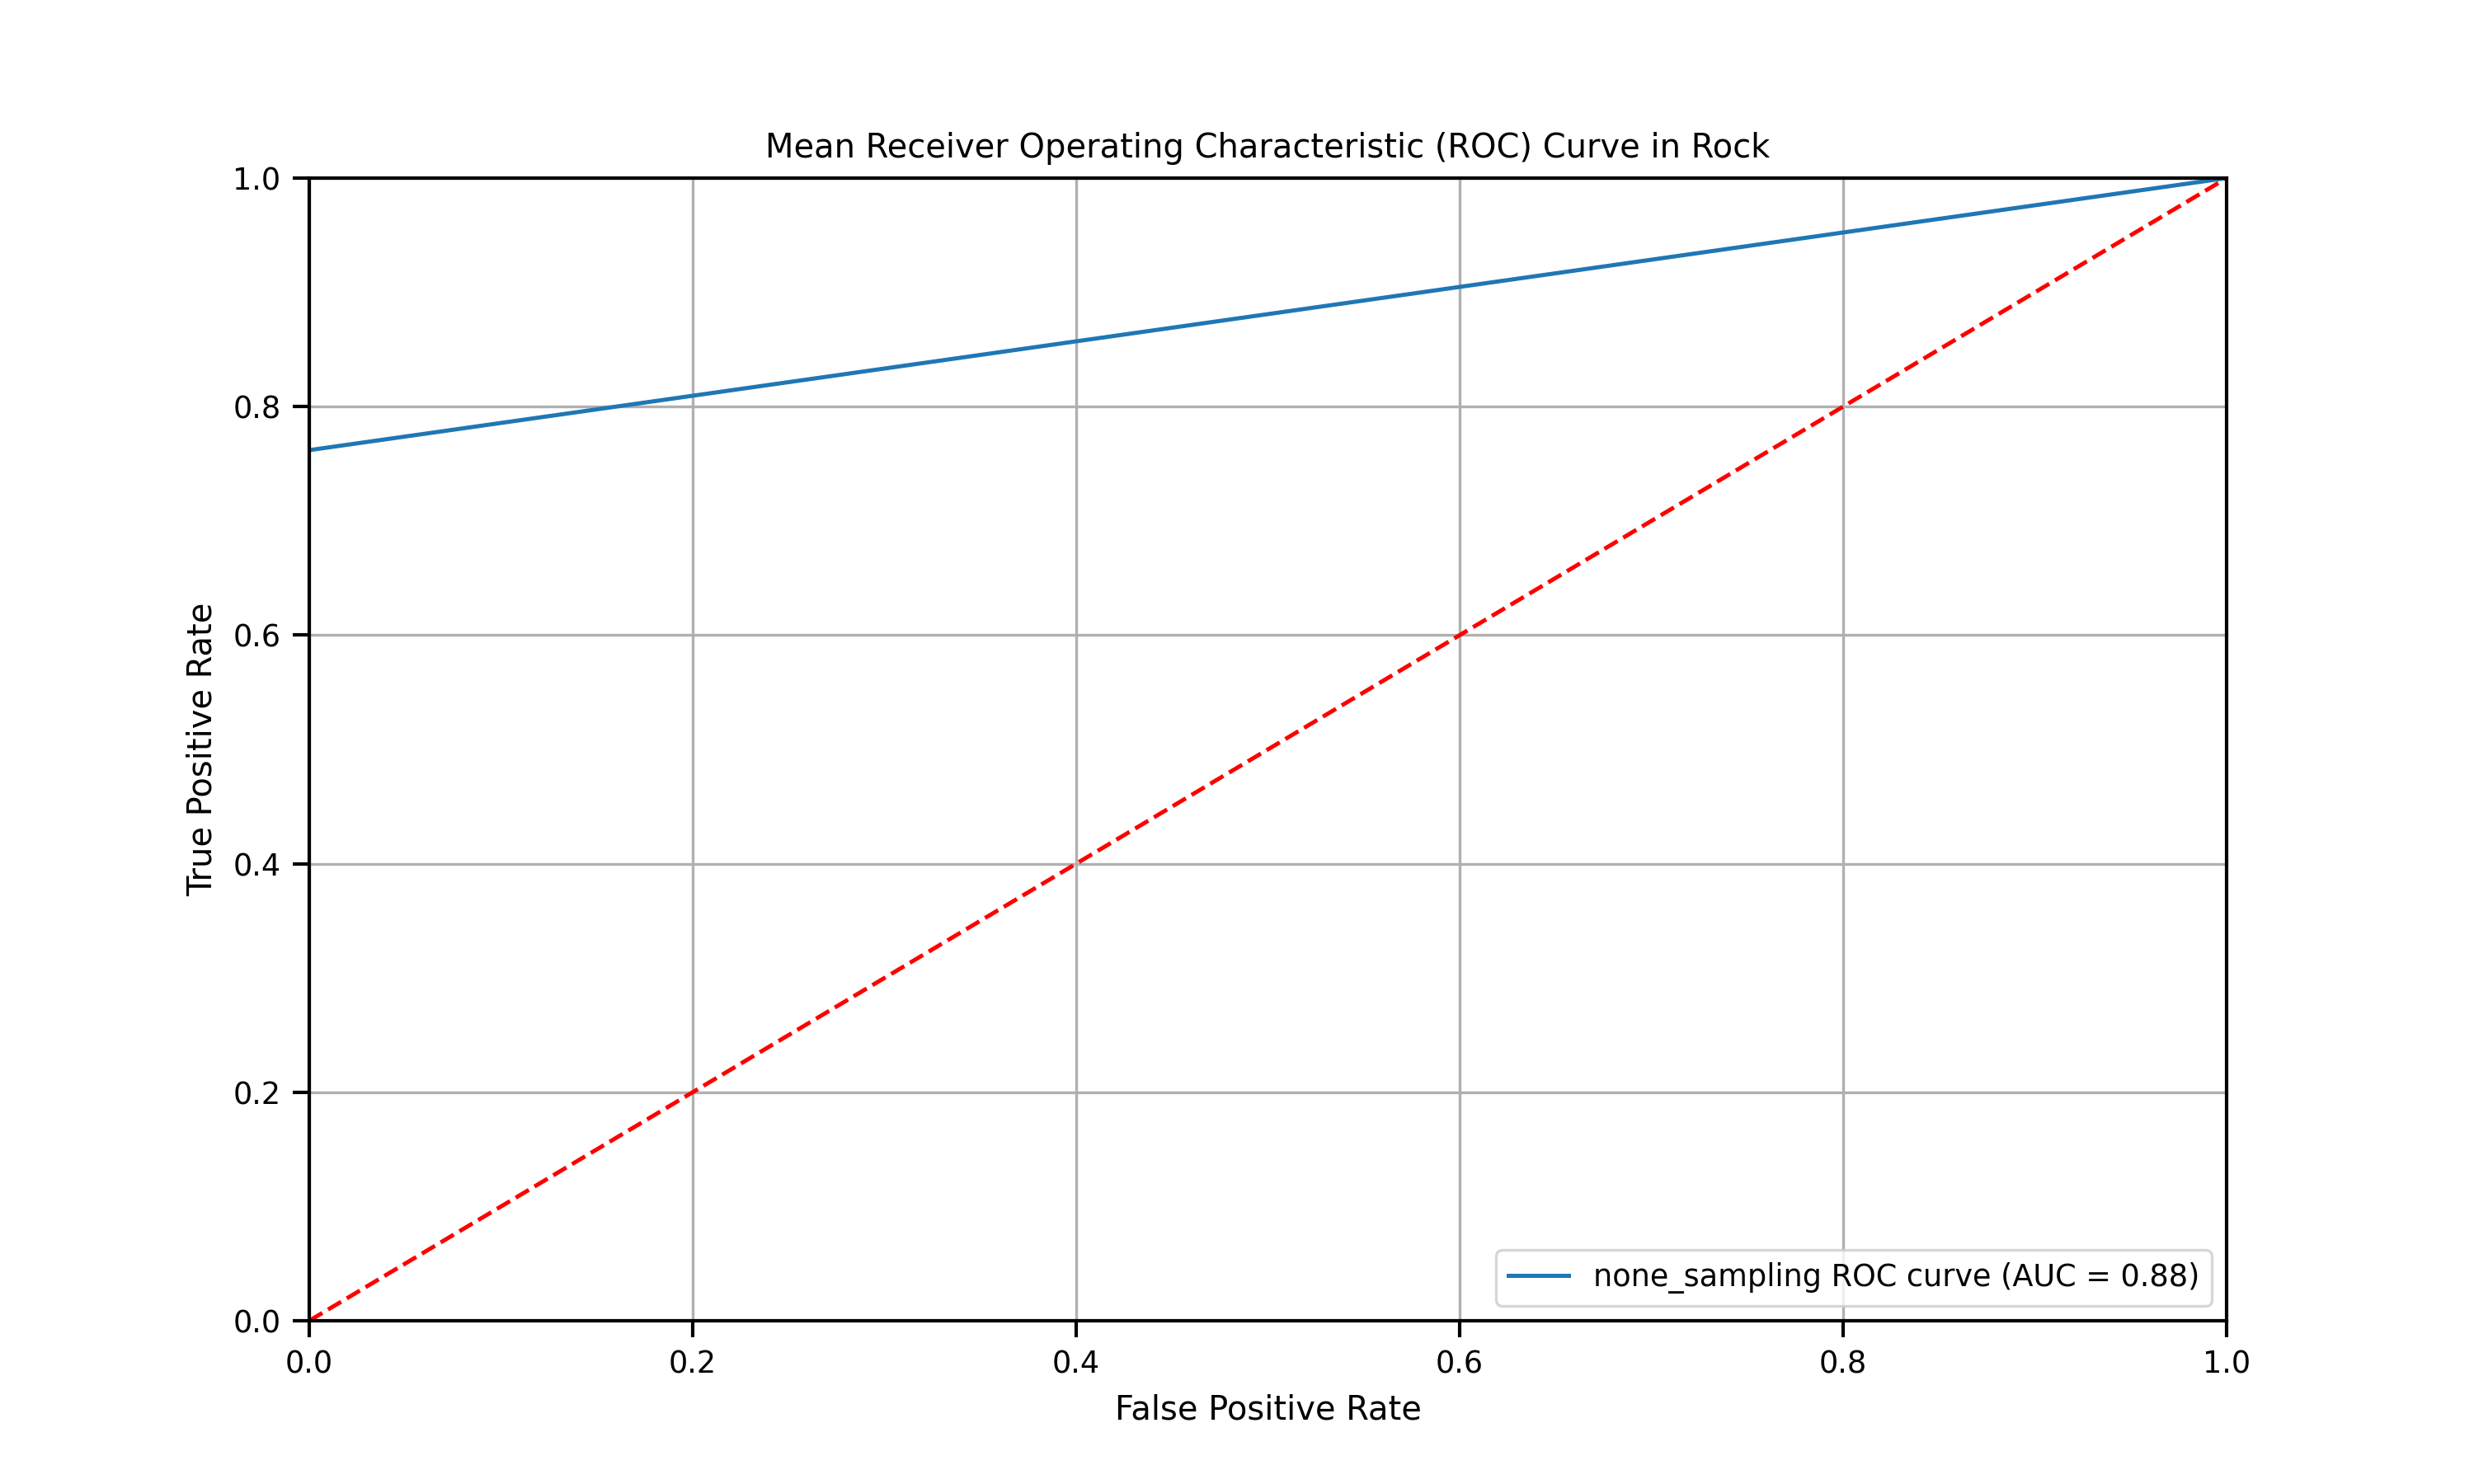 Mean Receiver Operating Characteristic (ROC) Curve in Rock
1.0
0.8
0.6
0.4
0.2
0.0
True Positive Rate
none_sampling ROC curve (AUC = 0.88)
0.0 0.2 0.4 0.6 0.8 1.0
False Positive Rate